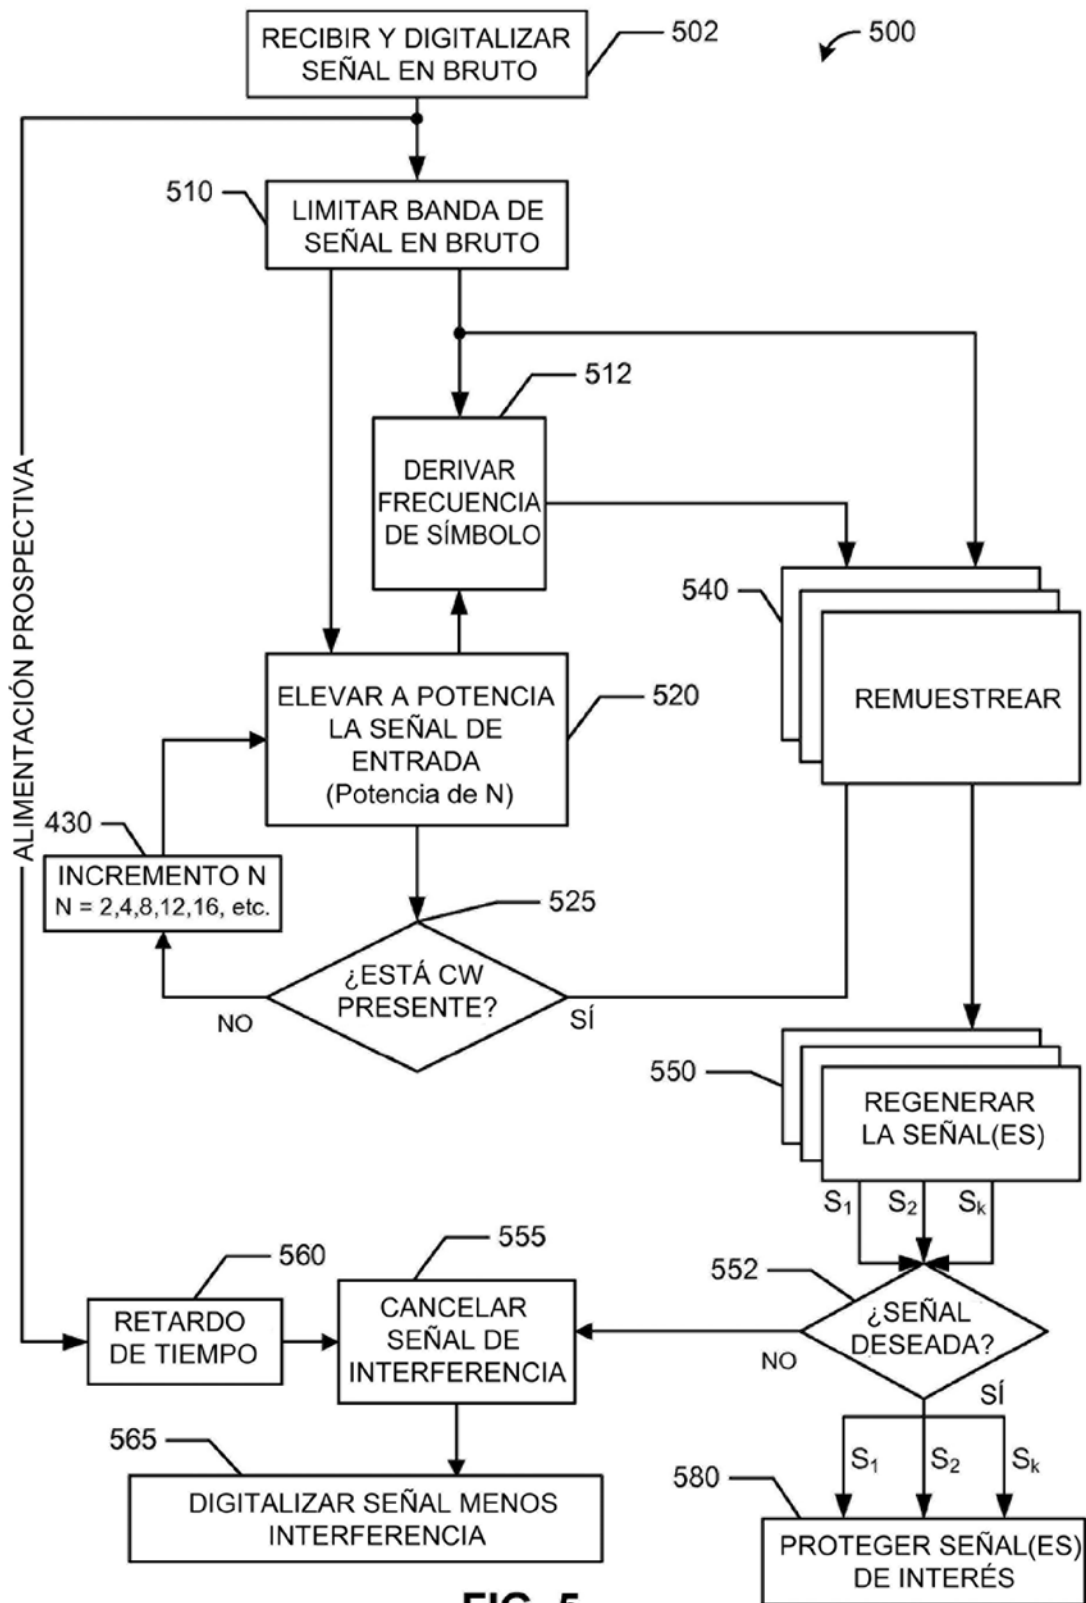 RECIBIR Y DIGITALIZAR
SEÑAL EN BRUTO
502
500
510
LIMITAR BANDA DE
SEÑAL EN BRUTO
512
DERIVAR
FRECUENCIA
DE SÍMBOLO
ALIMENTACIÓN PROSPECTIVA
540
REMUESTREAR
ELEVAR A POTENCIA
LA SEÑAL DE
ENTRADA
(Potencia de N)
520
430
INCREMENTO N
N = 2,4,8,12,16, etc.
525
¿ESTÁ CW
PRESENTE?
NO
SÍ
550
REGENERAR
LA SEÑAL(ES)
S1
S2
Sk
552
¿SEÑAL
DESEADA?
NO
SÍ
555
CANCELAR
SEÑAL DE
INTERFERENCIA
560
RETARDO
DE TIEMPO
565
DIGITALIZAR SEÑAL MENOS
INTERFERENCIA
S1
S2
Sk
580
PROTEGER SEÑAL(ES)
DE INTERÉS
FIG. 5